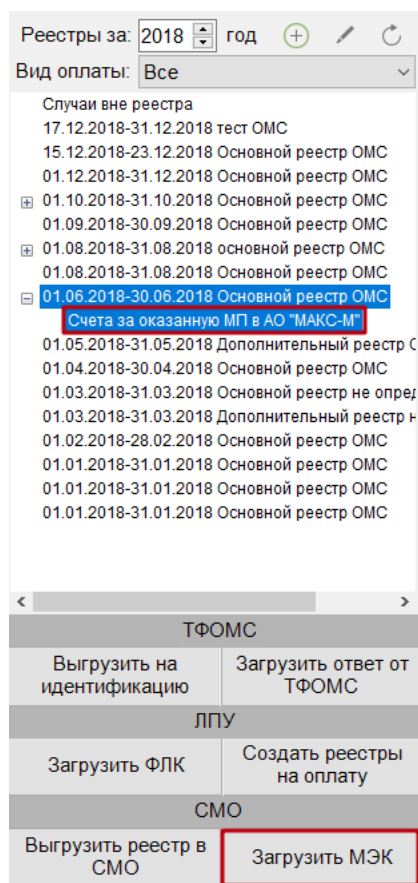 Реестры за: 2018 год
Вид оплаты: Все
Случаи вне реестра
17.12.2018-31.12.2018 тест ОМС
15.12.2018-23.12.2018 Основной реестр ОМС
01.12.2018-31.12.2018 Основной реестр ОМС
01.10.2018-31.10.2018 Основной реестр ОМС
01.09.2018-30.09.2018 Основной реестр ОМС
01.08.2018-31.08.2018 основной реестр ОМС
01.08.2018-31.08.2018 Основной реестр ОМС
01.06.2018-30.06.2018 Основной реестр ОМС
Счета за оказанную МП в АО "МАКС-М"
01.05.2018-31.05.2018 Дополнительный реестр
01.04.2018-30.04.2018 Основной реестр ОМС
01.03.2018-31.03.2018 Основной реестр не опред
01.03.2018-31.03.2018 Дополнительный реестр
01.02.2018-28.02.2018 Основной реестр ОМС
01.01.2018-31.01.2018 Основной реестр ОМС
01.01.2018-31.01.2018 Основной реестр ОМС
01.01.2018-31.01.2018 Основной реестр ОМС
ТФОМС
Выгрузить на идентификацию
Загрузить ответ от ТФОМС
ЛПУ
Загрузить ФЛК
Создать реестры на оплату
СМО
Выгрузить реестр в СМО
Загрузить МЭК